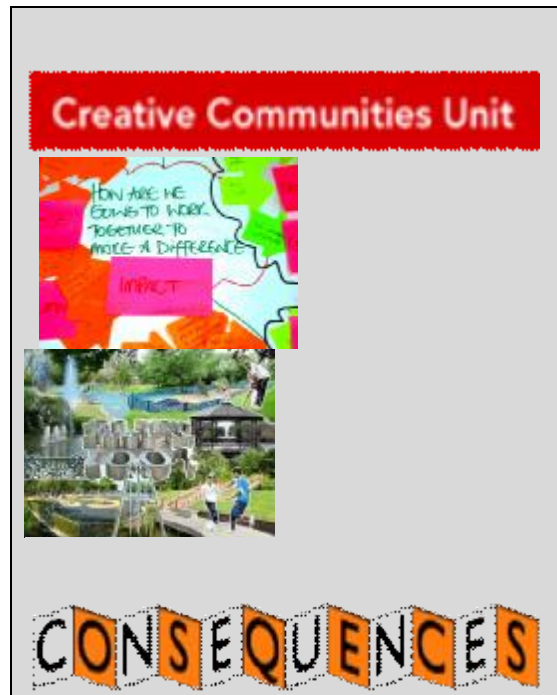 Creative Communities Unit
HOW ARE WE
GOING TO WORK
TOGETHER TO
MAKE A DIFFERENCE
IMPACT
CONSEQUENCES